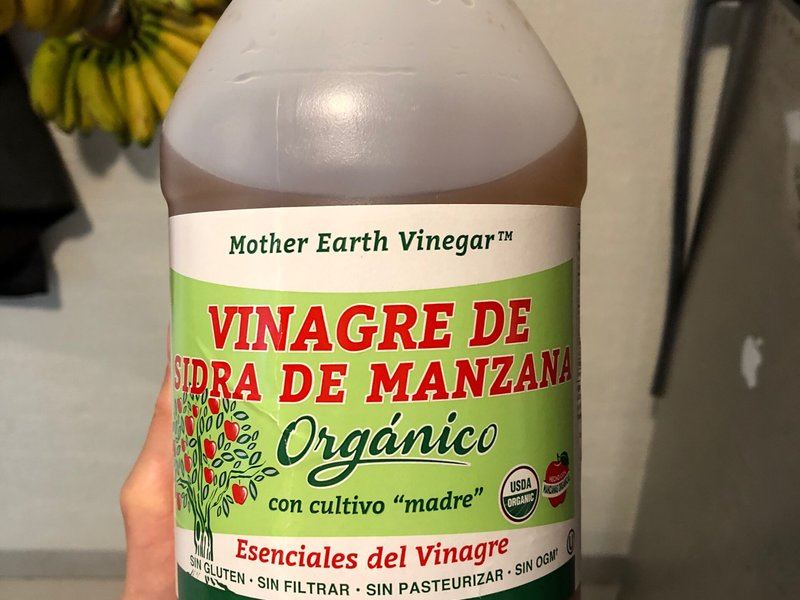 Mother Earth Vinegar™
VINAGRE DE
SIDRA DE MANZANA
Orgánico
con cultivo “madre”
USDA
ORGANIC
Esenciales del Vinagre
SIN GLUTEN · SIN FILTRAR · SIN PASTEURIZAR · SIN OGM†